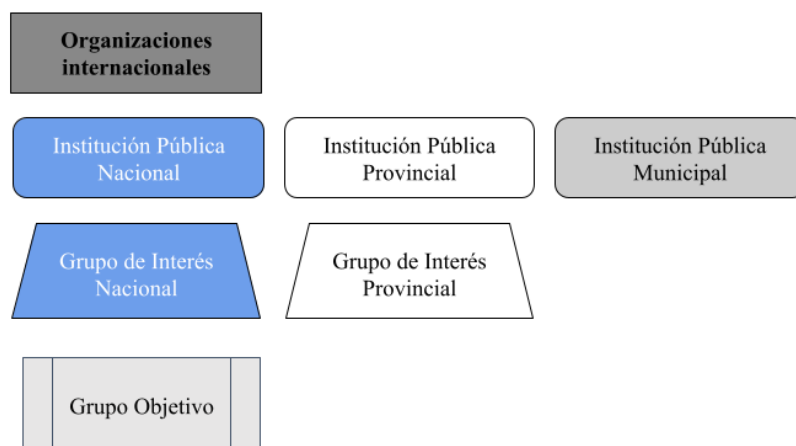 Organizaciones
internacionales
Institución Pública
Nacional
Institución Pública
Provincial
Institución Pública
Municipal
Grupo de Interés
Nacional
Grupo de Interés
Provincial
Grupo Objetivo